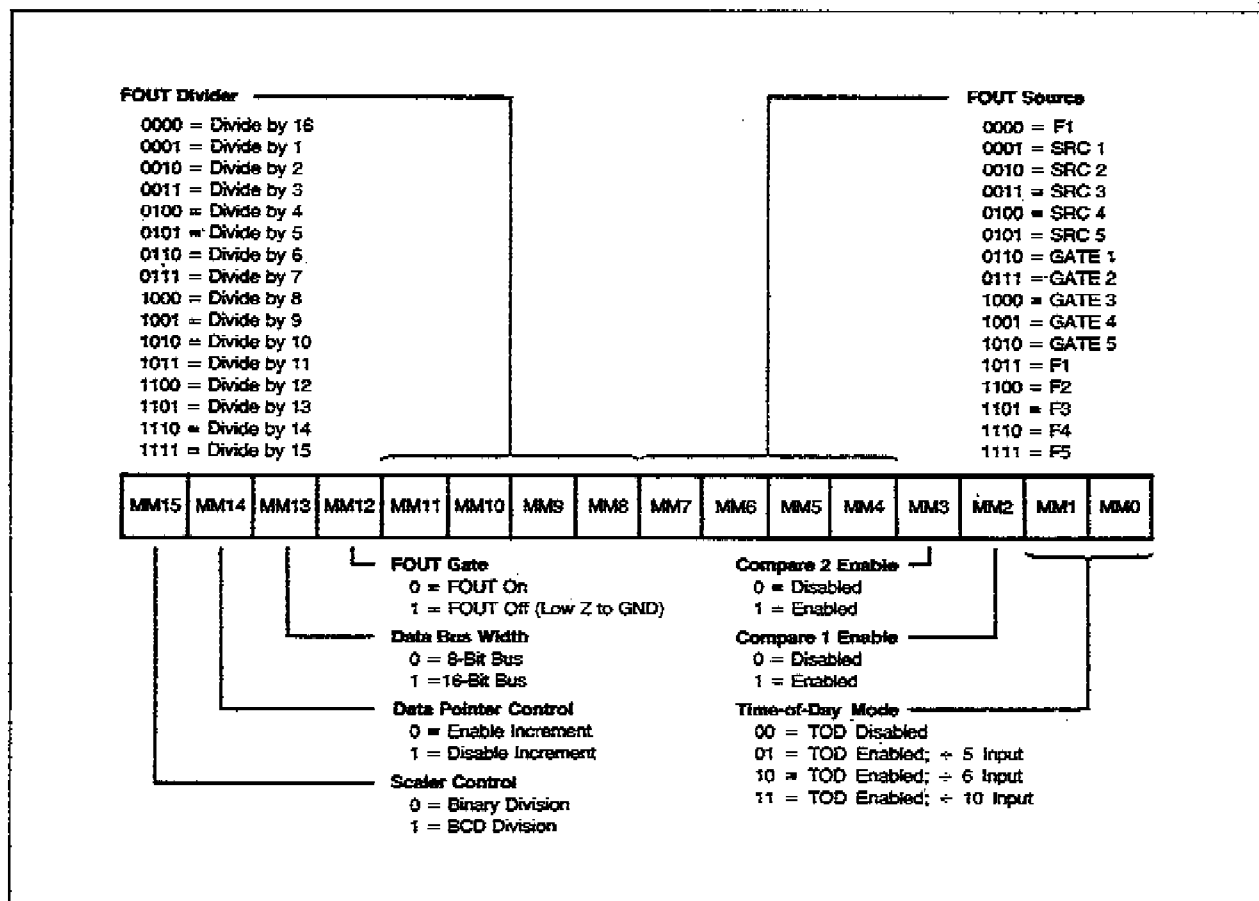 FOUT Divider
0000 = Divide by 16
0001 = Divide by 1
0010 = Divide by 2
0011 = Divide by 3
0100 = Divide by 4
0101 = Divide by 5
0110 = Divide by 6
0111 = Divide by 7
1000 = Divide by 8
1001 = Divide by 9
1010 = Divide by 10
1011 = Divide by 11
1100 = Divide by 12
1101 = Divide by 13
1110 = Divide by 14
1111 = Divide by 15
FOUT Source
0000 = F1
0001 = SRC 1
0010 = SRC 2
0011 = SRC 3
0100 = SRC 4
0101 = SRC 5
0110 = GATE 1
0111 = GATE 2
1000 = GATE 3
1001 = GATE 4
1010 = GATE 5
1011 = F1
1100 = F2
1101 = F3
1110 = F4
1111 = F5
MM15 MM14 MM13 MM12 MM11 MM10 MM9 MM8 MM7 MM6 MM5 MM4 MM3 MM2 MM1 MM0
FOUT Gate
0 = FOUT On
1 = FOUT Off (Low Z to GND)
Data Bus Width
0 = 8-Bit Bus
1 =16-Bit Bus
Data Pointer Control
0 = Enable Increment
1 = Disable Increment
Scaler Control
0 = Binary Division
1 = BCD Division
Compare 2 Enable
0 = Disabled
1 = Enabled
Compare 1 Enable
0 = Disabled
1 = Enabled
Time-of-Day Mode
00 = TOD Disabled
01 = TOD Enabled; ÷ 5 Input
10 = TOD Enabled; ÷ 6 Input
11 = TOD Enabled; ÷ 10 Input